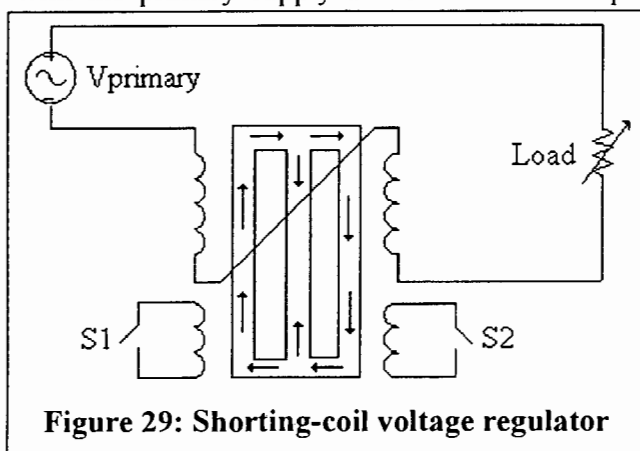 Vprimary
Load
S1
S2
Figure 29: Shorting-coil voltage regulator